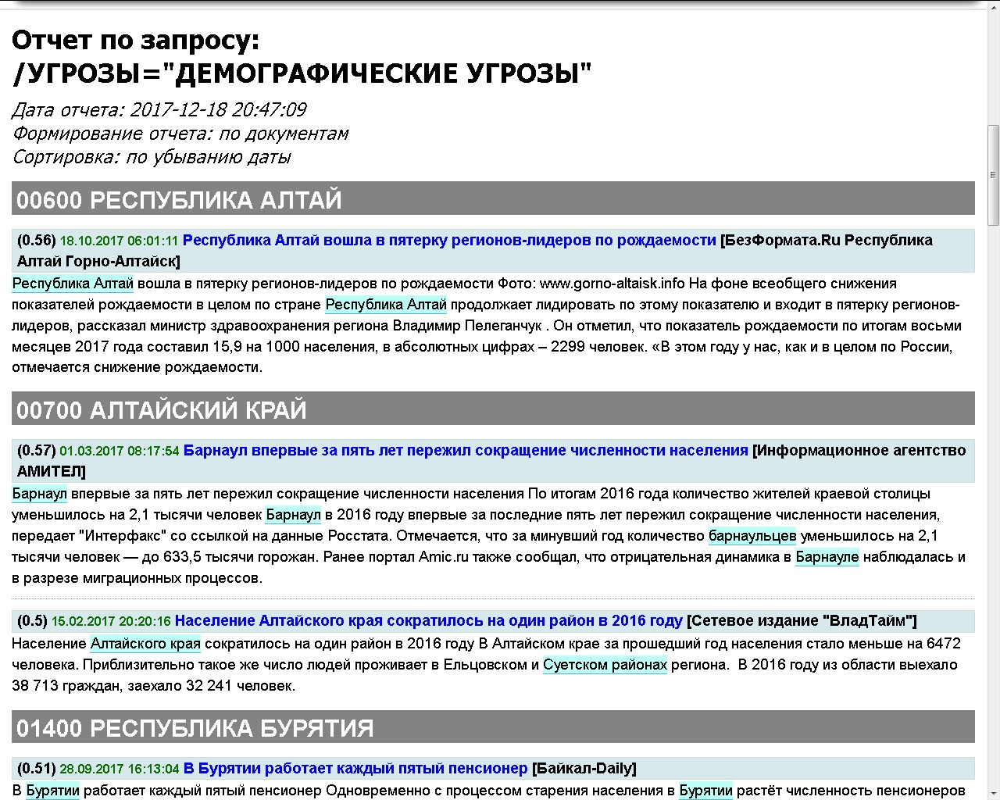 Отчет по запросу:
/УГРОЗЫ="ДЕМОГРАФИЧЕСКИЕ УГРОЗЫ"
Дата отчета: 2017-12-18 20:47:09
Формирование отчета: по документам
Сортировка: по убыванию даты
00600 РЕСПУБЛИКА АЛТАЙ
(0.56) 18.10.2017 06:01:11 Республика Алтай вошла в пятерку регионов-лидеров по рождаемости [БезФормата.Ru Республика
Алтай Горно-Алтайск]
Республика Алтай вошла в пятерку регионов-лидеров по рождаемости Фото: www.gorno-altaisk.info На фоне всеобщего снижения
показателей рождаемости в целом по стране Республика Алтай продолжает лидировать по этому показателю и входит в пятерку регионов-
лидеров, рассказал министр здравоохранения региона Владимир Пелеганчук . Он отметил, что показатель рождаемости по итогам восьми
месяцев 2017 года составил 15,9 на 1000 населения, в абсолютных цифрах – 2299 человек. «В этом году у нас, как и в целом по России,
отмечается снижение рождаемости.
00700 АЛТАЙСКИЙ КРАЙ
(0.57) 01.03.2017 08:17:54 Барнаул впервые за пять лет пережил сокращение численности населения [Информационное агентство
АМИТЕЛ]
Барнаул впервые за пять лет пережил сокращение численности населения По итогам 2016 года количество жителей краевой столицы
уменьшилось на 2,1 тысячи человек Барнаул в 2016 году впервые за последние пять лет пережил сокращение численности населения,
передает "Интерфакс" со ссылкой на данные Росстата. Отмечается, что за минувший год количество барнаульцев уменьшилось на 2,1
тысячи человек — до 633,5 тысячи горожан. Ранее портал Amic.ru также сообщал, что отрицательная динамика в Барнауле наблюдалась и
в разрезе миграционных процессов.
(0.5) 15.02.2017 20:20:16 Население Алтайского края сократилось на один район в 2016 году [Сетевое издание "ВладТайм"]
Население Алтайского края сократилось на один район в 2016 году В Алтайском крае за прошедший год населения стало меньше на 6472
человека. Приблизительно такое же число людей проживает в Ельцовском и Суетском районах региона. В 2016 году из области выехало
38 713 граждан, заехало 32 241 человек.
01400 РЕСПУБЛИКА БУРЯТИЯ
(0.51) 28.09.2017 16:13:04 В Бурятии работает каждый пятый пенсионер [Байкал-Daily]
В Бурятии работает каждый пятый пенсионер Одновременно с процессом старения населения в Бурятии растёт численность пенсионеров